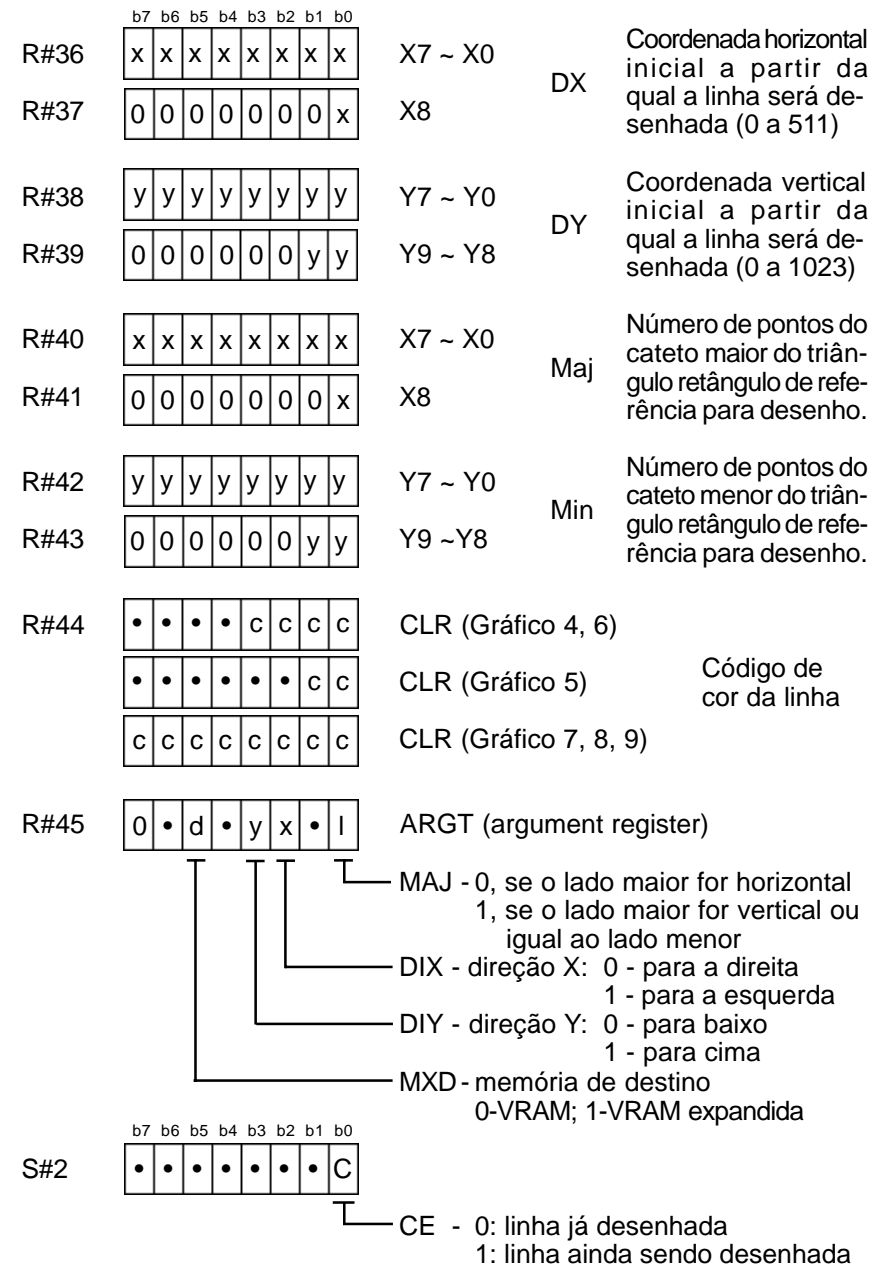 b7 b6 b5 b4 b3 b2 b1 b0
R#36 x x x x x x x x X7 ~ X0
R#37 0 0 0 0 0 0 0 x X8
DX
Coordenada horizontal
inicial a partir da
qual a linha será de-
senhada (0 a 511)
R#38 y y y y y y y y Y7 ~ Y0
R#39 0 0 0 0 0 0 y y Y9 ~ Y8
DY
Coordenada vertical
inicial a partir da
qual a linha será de-
senhada (0 a 1023)
R#40 x x x x x x x x X7 ~ X0
R#41 0 0 0 0 0 0 0 x X8
Maj
Número de pontos do
cateto maior do triân-
gulo retângulo de refe-
rência para desenho.
R#42 y y y y y y y y Y7 ~ Y0
R#43 0 0 0 0 0 0 y y Y9 ~Y8
Min
Número de pontos do
cateto menor do triân-
gulo retângulo de refe-
rência para desenho.
R#44 • • • • c c c c CLR (Gráfico 4, 6)
• • • • • • c c CLR (Gráfico 5)
c c c c c c c c CLR (Gráfico 7, 8, 9)
Código de
cor da linha
R#45 0 • d • y x • l ARGT (argument register)
MAJ - 0, se o lado maior for horizontal
1, se o lado maior for vertical ou
igual ao lado menor
DIX - direção X: 0 - para a direita
1 - para a esquerda
DIY - direção Y: 0 - para baixo
1 - para cima
MXD - memória de destino
0-VRAM; 1-VRAM expandida
b7 b6 b5 b4 b3 b2 b1 b0
S#2 • • • • • • • C
CE - 0: linha já desenhada
1: linha ainda sendo desenhada